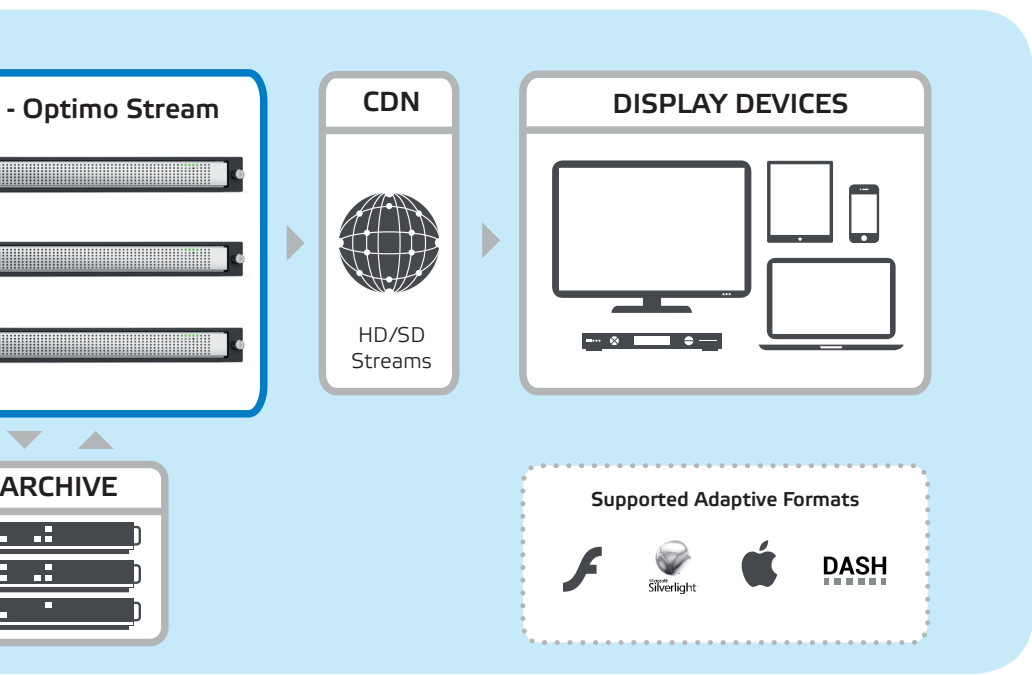 - Optimo Stream
CDN
HD/SD
Streams
DISPLAY DEVICES
ARCHIVE
Supported Adaptive Formats
Silverlight
DASH